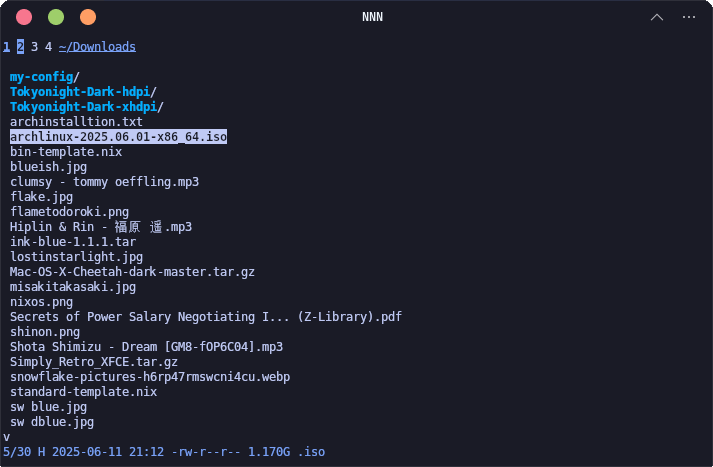 NNN
1 2 3 4 ~/Downloads
my-config/
Tokyonight-Dark-hdpi/
Tokyonight-Dark-xhdpi/
archinstalltion.txt
archlinux-2025.06.01-x86_64.iso
bin-template.nix
blueish.jpg
clumsy - tommy oeffling.mp3
flake.jpg
flametodoroki.png
Hiplin & Rin - 福原 遥.mp3
ink-blue-1.1.1.tar
lostinstarlight.jpg
Mac-OS-X-Cheetah-dark-master.tar.gz
misakitakasaki.jpg
nixos.png
Secrets of Power Salary Negotiating I... (Z-Library).pdf
shinon.png
Shota Shimizu - Dream [GM8-fOP6C04].mp3
Simply_Retro_XFCE.tar.gz
snowflake-pictures-h6rp47rmswcni4cu.webp
standard-template.nix
sw blue.jpg
sw dblue.jpg
v
5/30 H 2025-06-11 21:12 -rw-r--r-- 1.170G .iso